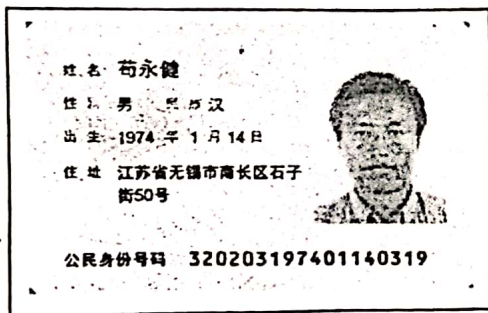 姓名 苟永健
性别 男 民族汉
出生 1974 年 1 月 14 日
住址 江苏省无锡市南长区石子
街50号
公民身份号码 320203197401140319